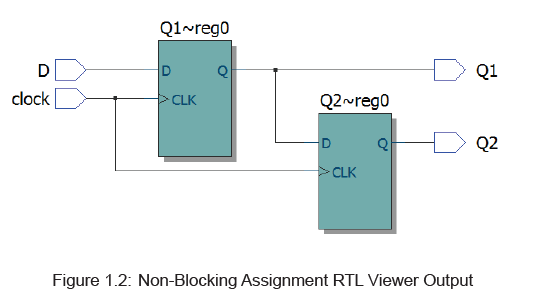 Q1~reg0
D
D
Q
Q1
clock
CLK
Q2~reg0
D
Q
Q2
CLK
Figure 1.2: Non-Blocking Assignment RTL Viewer Output